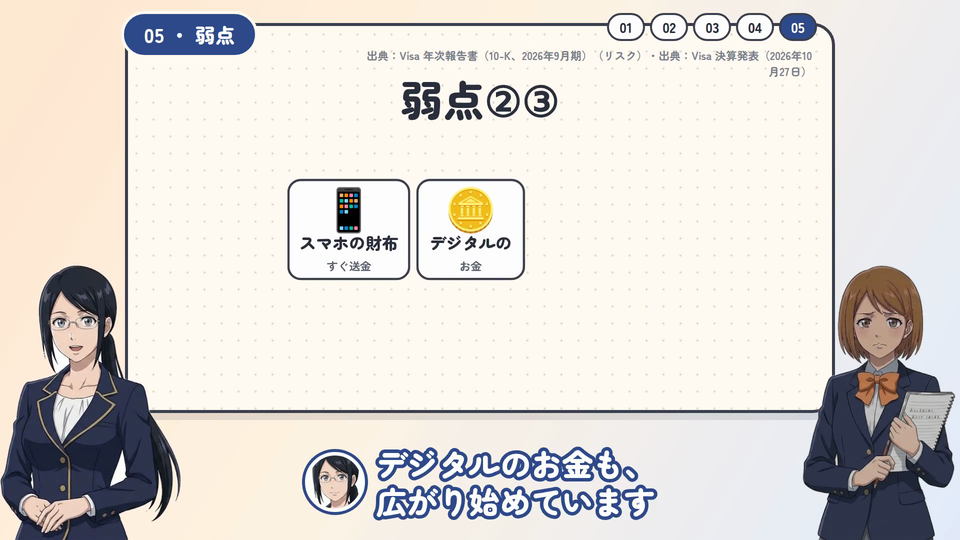 05 ・ 弱点
01 02 03 04 05
出典：Visa 年次報告書（10-K、2026年9月期）（リスク）・出典：Visa 決算発表（2026年10
月27日）
弱点②③
スマホの財布
すぐ送金
デジタルの
お金
デジタルのお金も、
広がり始めています